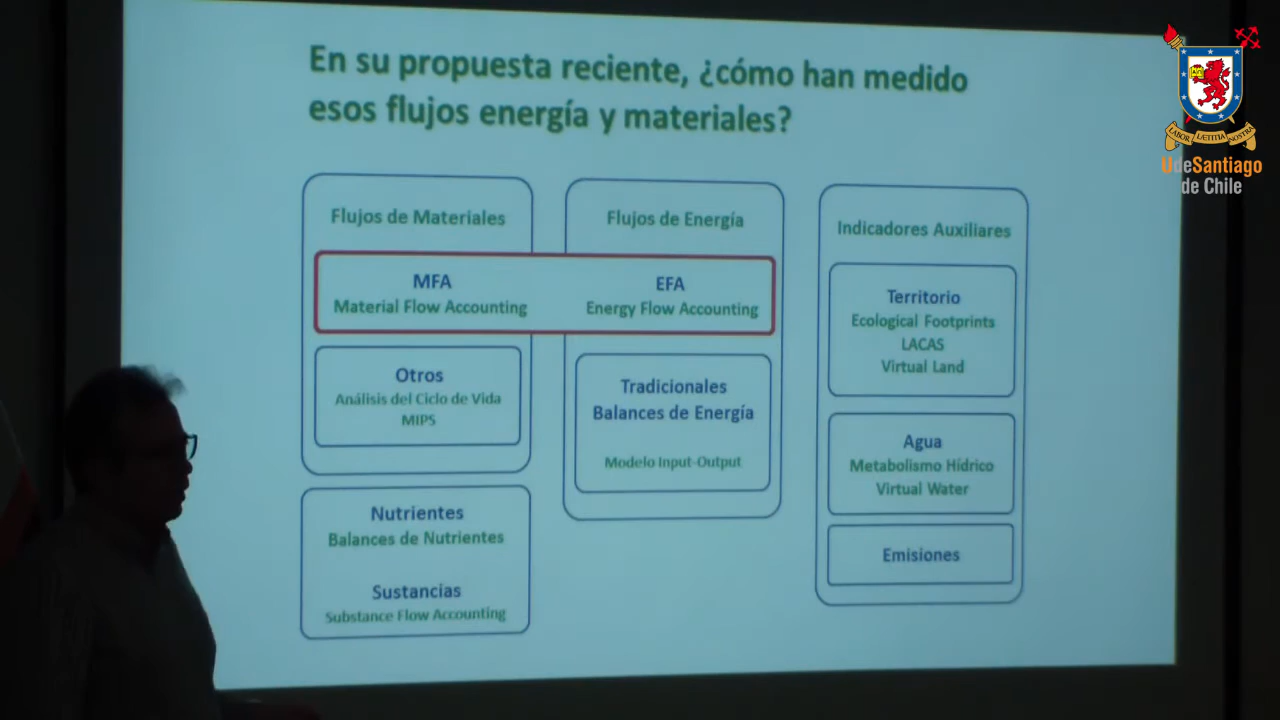 En su propuesta reciente, ¿cómo han medido
esos flujos energía y materiales?
Flujos de Materiales
MFA
Material Flow Accounting
Otros
Análisis del Ciclo de Vida
MIPS
Nutrientes
Balances de Nutrientes
Sustancias
Substance Flow Accounting
Flujos de Energía
EFA
Energy Flow Accounting
Tradicionales
Balances de Energía
Modelo Input-Output
Indicadores Auxiliares
Territorio
Ecological Footprints
LACAS
Virtual Land
Agua
Metabolismo Hídrico
Virtual Water
Emisiones
LABOR LÆTITIA NOSTRA
UdeSantiago
de Chile